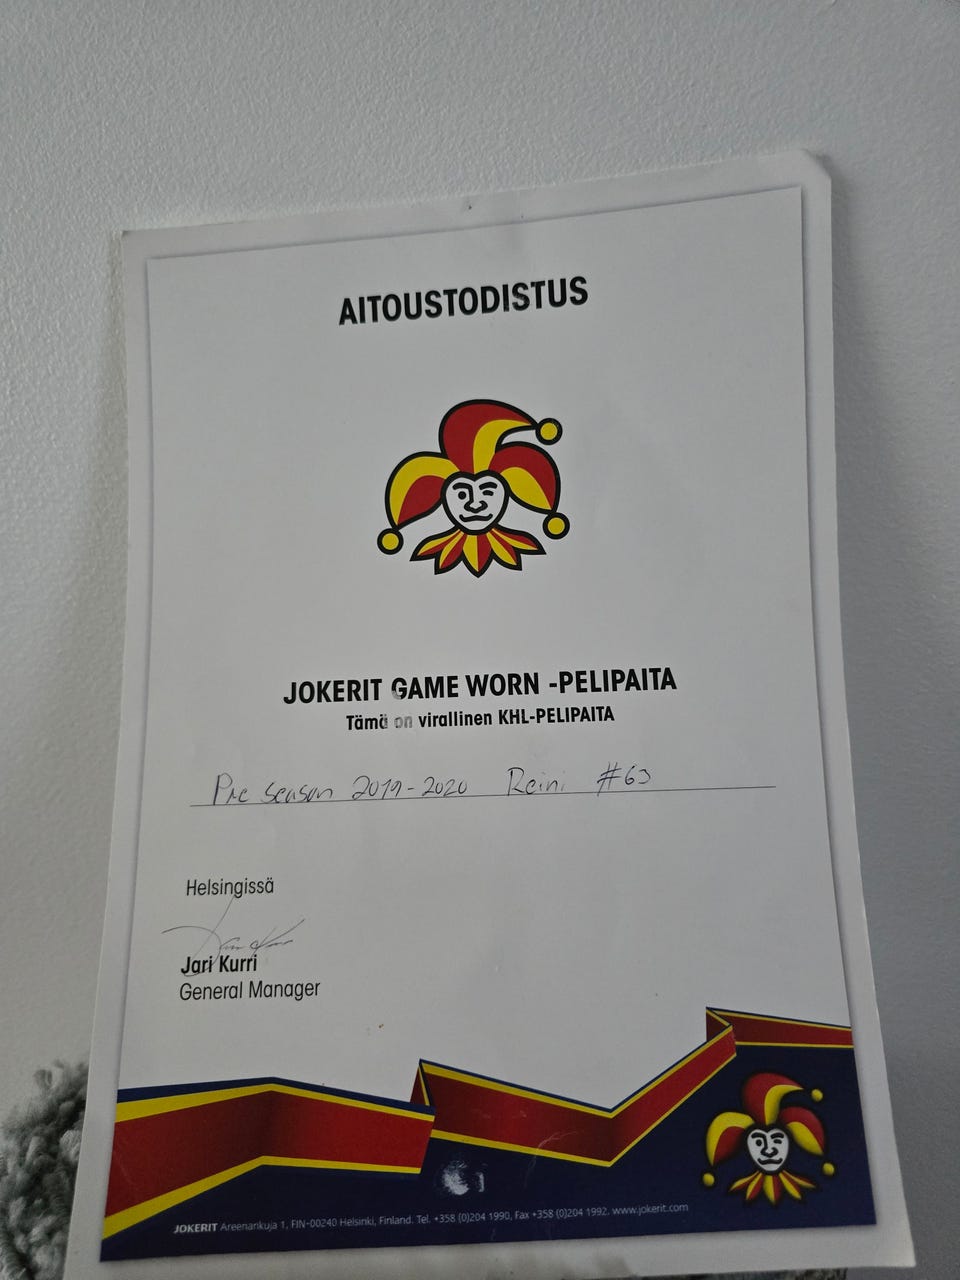 AITOUSTODISTUS
JOKERIT GAME WORN -PELIPAITA
Tämä on virallinen KHL-PELIPAITA
Pre season 2019-2020 Reini #63
Helsingissä
Jari Kurri
General Manager
JOKERIT Areenankuja 1, FIN-00240 Helsinki, Finland. Tel. +358 (0)204 1990, Fax +358 (0)204 1992, www.jokerit.com